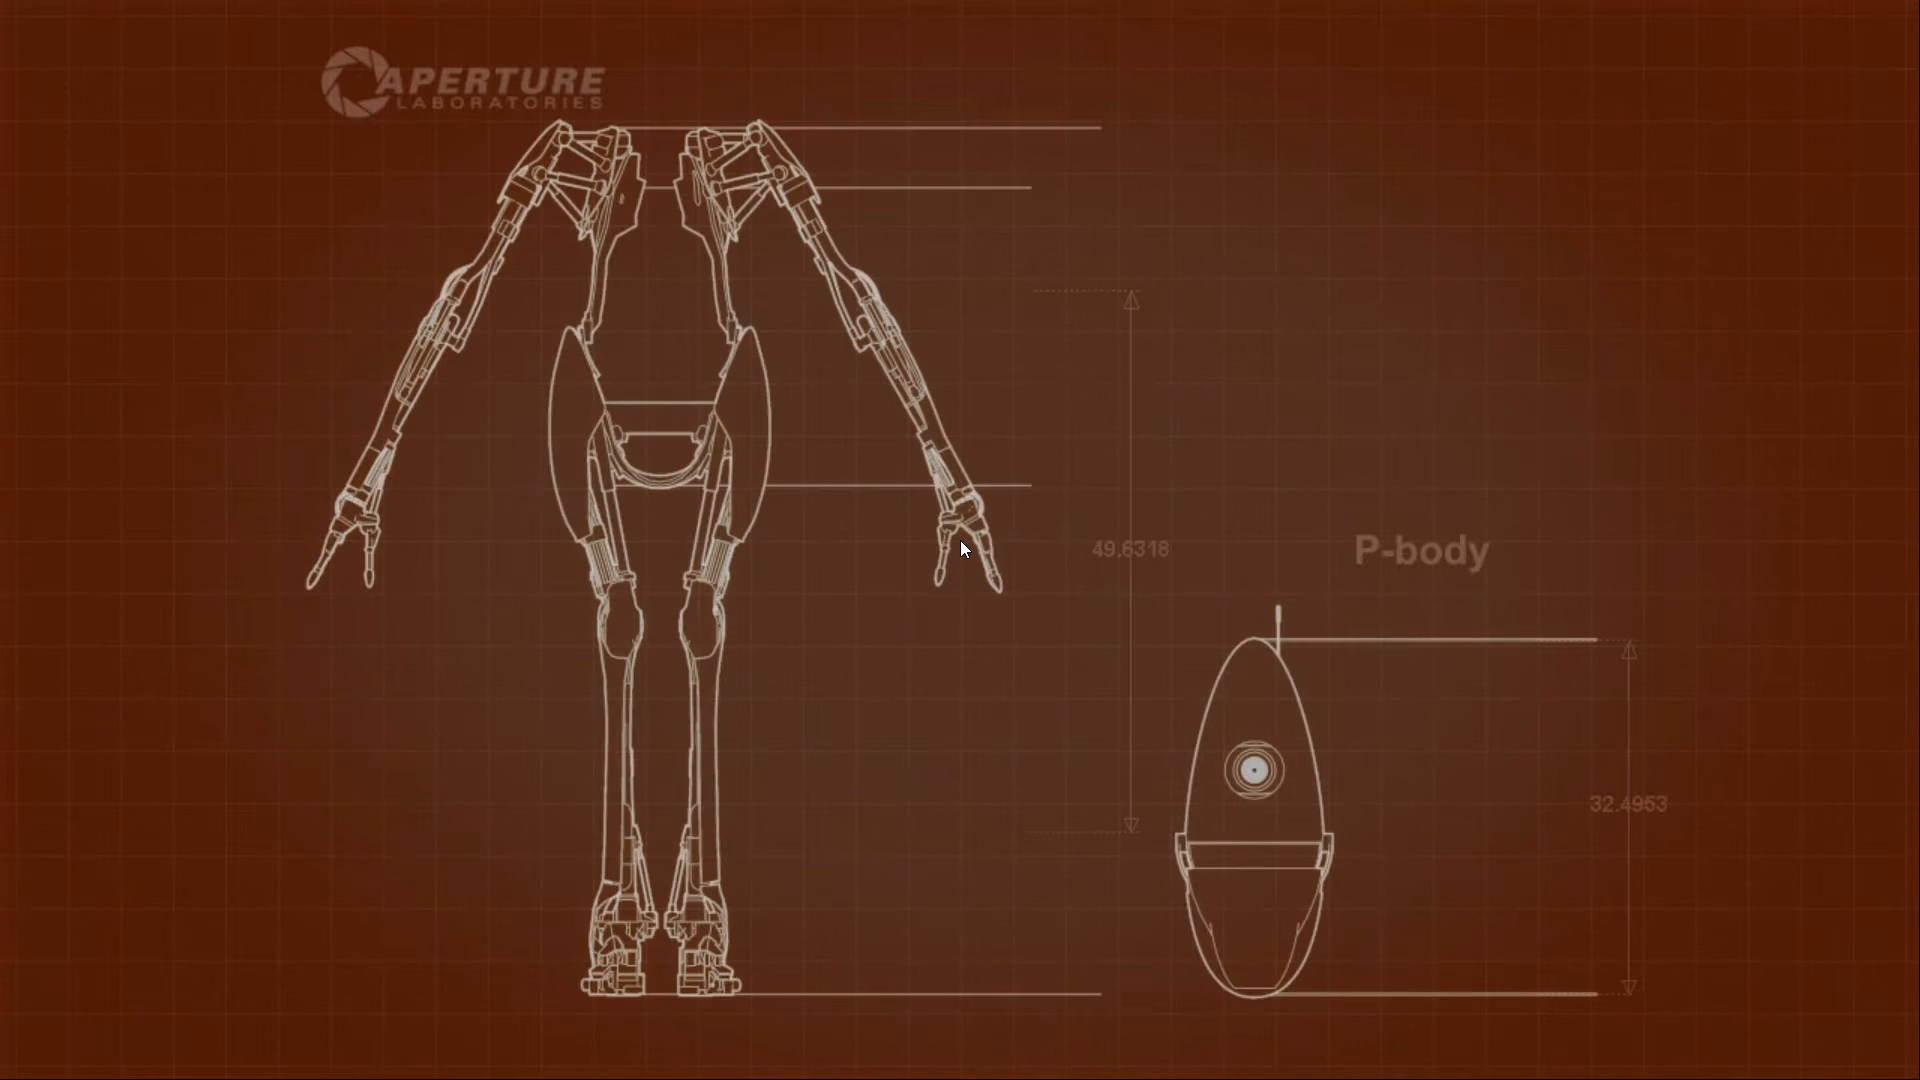 APERTURE
LABORATORIES
49.6318
P-body
32.4953